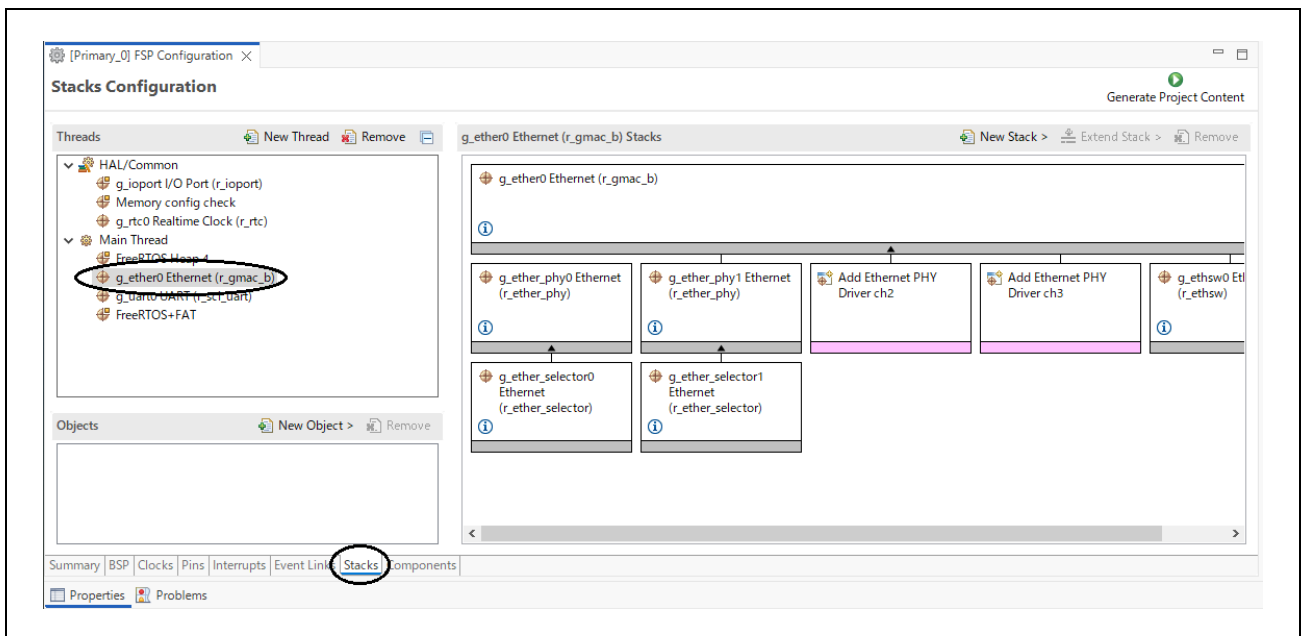 [Primary_0] FSP Configuration
Stacks Configuration
Generate Project Content
Threads
New Thread
Remove
HAL/Common
g_ioport I/O Port (r_ioport)
Memory config check
g_rtc0 Realtime Clock (r_rtc)
Main Thread
FreeRTOS Heap 4
g_ether0 Ethernet (r_gmac_b)
g_uart0 UART (r_sci_uart)
FreeRTOS+FAT
Objects
New Object >
Remove
g_ether0 Ethernet (r_gmac_b) Stacks
New Stack >
Extend Stack >
Remove
g_ether0 Ethernet (r_gmac_b)
g_ether_phy0 Ethernet
(r_ether_phy)
g_ether_phy1 Ethernet
(r_ether_phy)
Add Ethernet PHY
Driver ch2
Add Ethernet PHY
Driver ch3
g_ethsw0 Et
(r_ethsw)
g_ether_selector0
Ethernet
(r_ether_selector)
g_ether_selector1
Ethernet
(r_ether_selector)
Summary BSP Clocks Pins Interrupts Event Links Stacks Components
Properties Problems